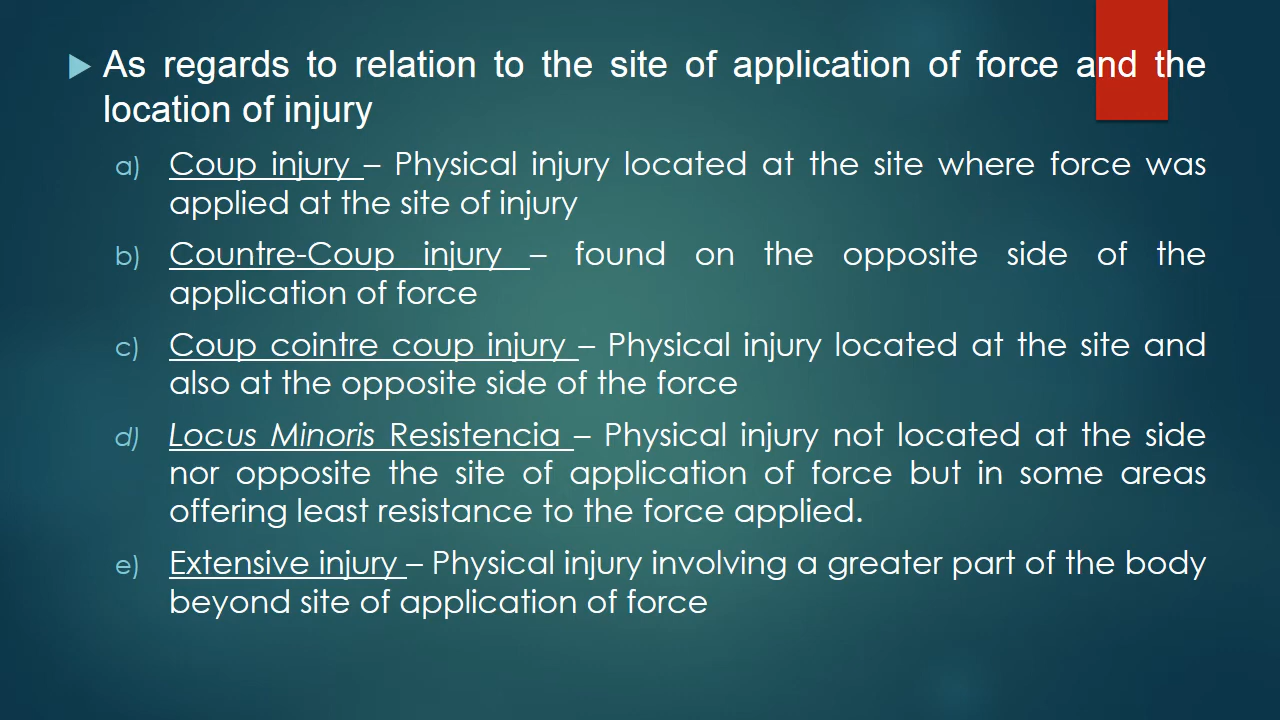 As regards to relation to the site of application of force and the
location of injury
a) Coup injury – Physical injury located at the site where force was
applied at the site of injury
b) Countre-Coup injury – found on the opposite side of the
application of force
c) Coup cointre coup injury – Physical injury located at the site and
also at the opposite side of the force
d) Locus Minoris Resistencia – Physical injury not located at the side
nor opposite the site of application of force but in some areas
offering least resistance to the force applied.
e) Extensive injury – Physical injury involving a greater part of the body
beyond site of application of force